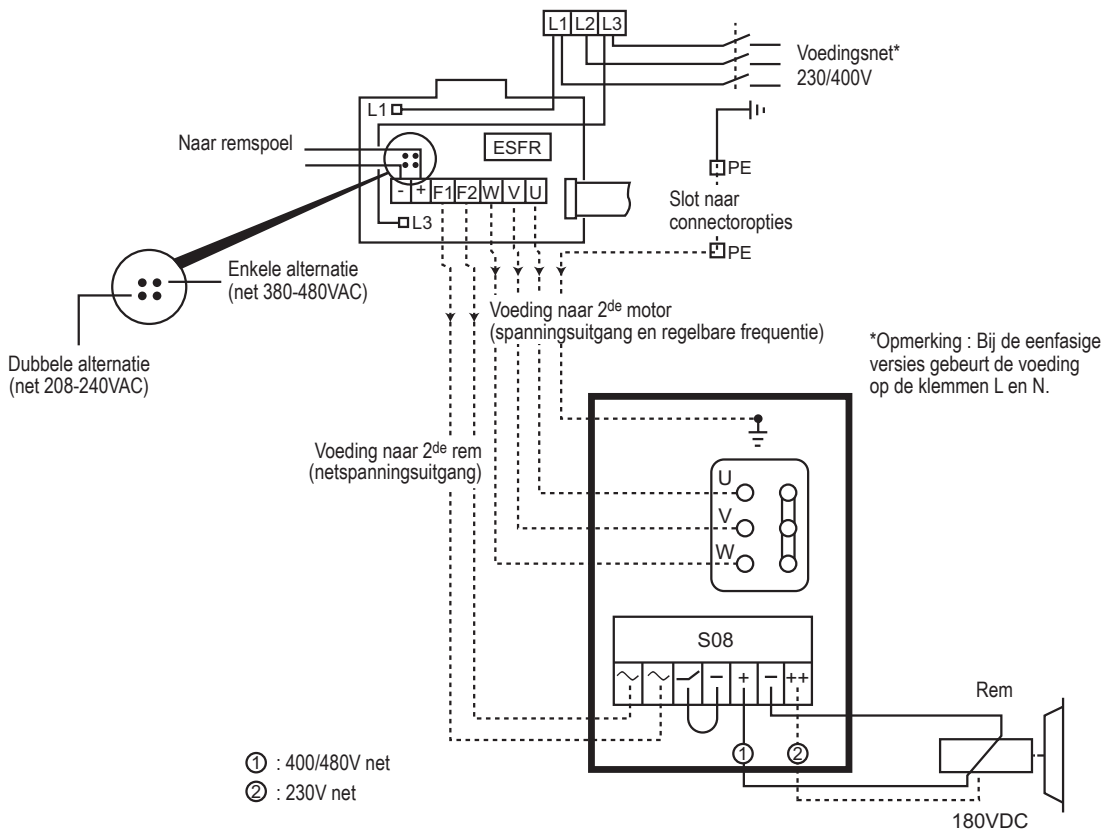 L1 L2 L3
Voedingsnet*
230/400V
L1
Naar remspoel
ESFR
PE
- + F1 F2 W V U
Slot naar
connectoropties
L3
PE
Enkele alternatie
(net 380-480VAC)
Voeding naar 2de motor
(spanningsuitgang en regelbare frequentie)
Dubbele alternatie
(net 208-240VAC)
*Opmerking : Bij de eenfasige
versies gebeurt de voeding
op de klemmen L en N.
Voeding naar 2de rem
(netspanningsuitgang)
U
V
W
S08
− + − ++
Rem
① : 400/480V net
② : 230V net
① ②
180VDC